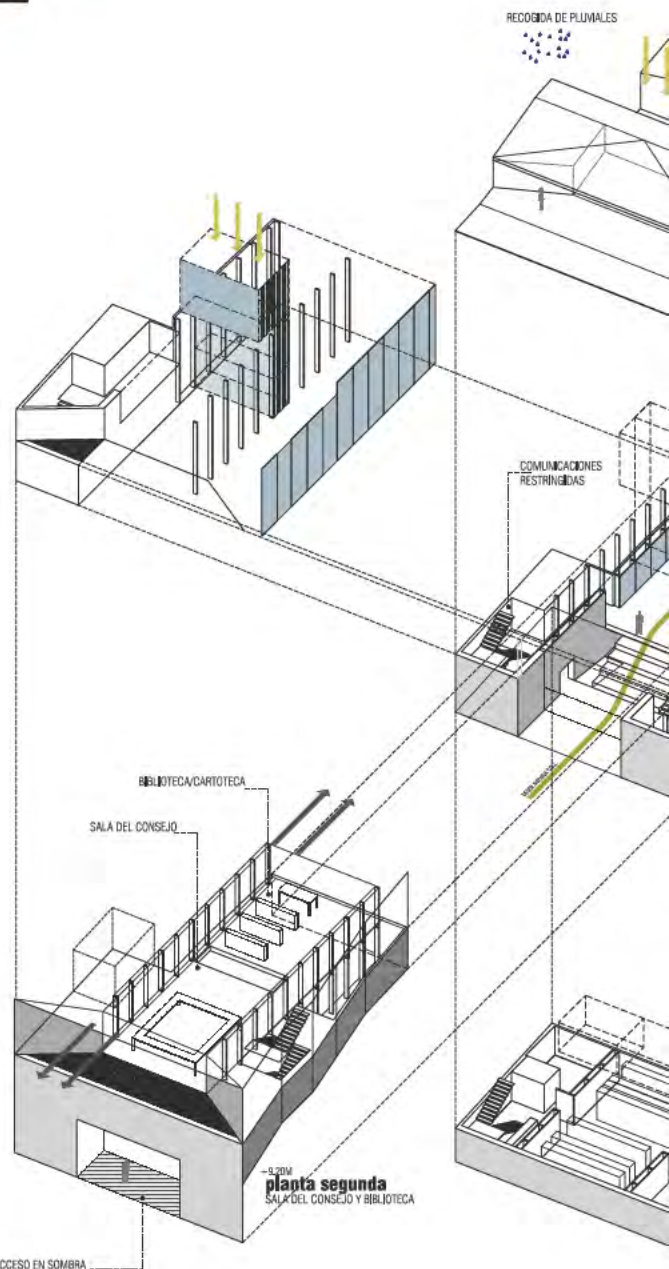 RECOGIDA DE PLUVIALES
COMUNICACIONES
RESTRINGIDAS
BIBLIOTECA/CARTOTECA
SALA DEL CONSEJO
+9.20M
planta segunda
SALA DEL CONSEJO Y BIBLIOTECA
CCESO EN SOMBRA